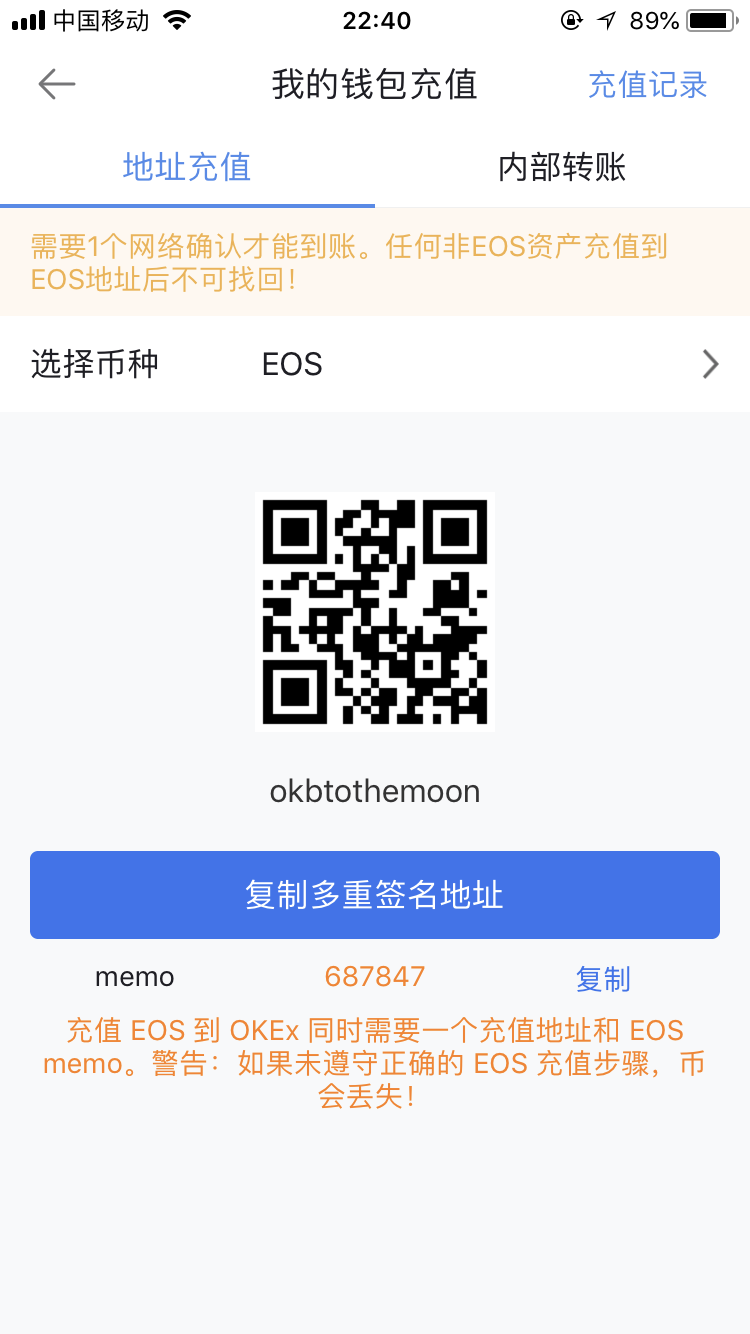 中国移动 22:40 89%
我的钱包充值 充值记录
地址充值 内部转账
需要1个网络确认才能到账。任何非EOS资产充值到
EOS地址后不可找回！
选择币种 EOS
okbtothemoon
复制多重签名地址
memo 687847 复制
充值 EOS 到 OKEx 同时需要一个充值地址和 EOS
memo。警告：如果未遵守正确的 EOS 充值步骤，币
会丢失！